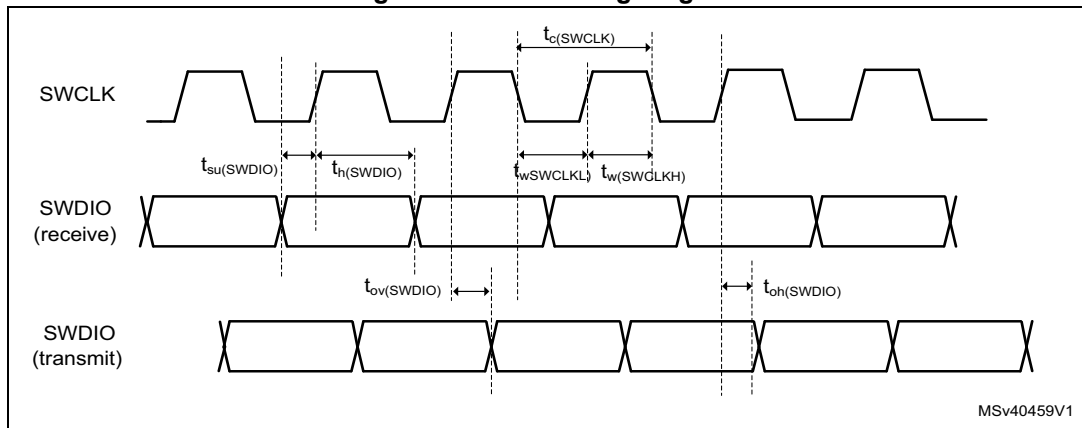 t_c(SWCLK)
SWCLK
t_su(SWDIO) t_h(SWDIO) t_wSWCLKL) t_w(SWCLKH)
SWDIO
(receive)
t_ov(SWDIO) t_oh(SWDIO)
SWDIO
(transmit)
MSv40459V1